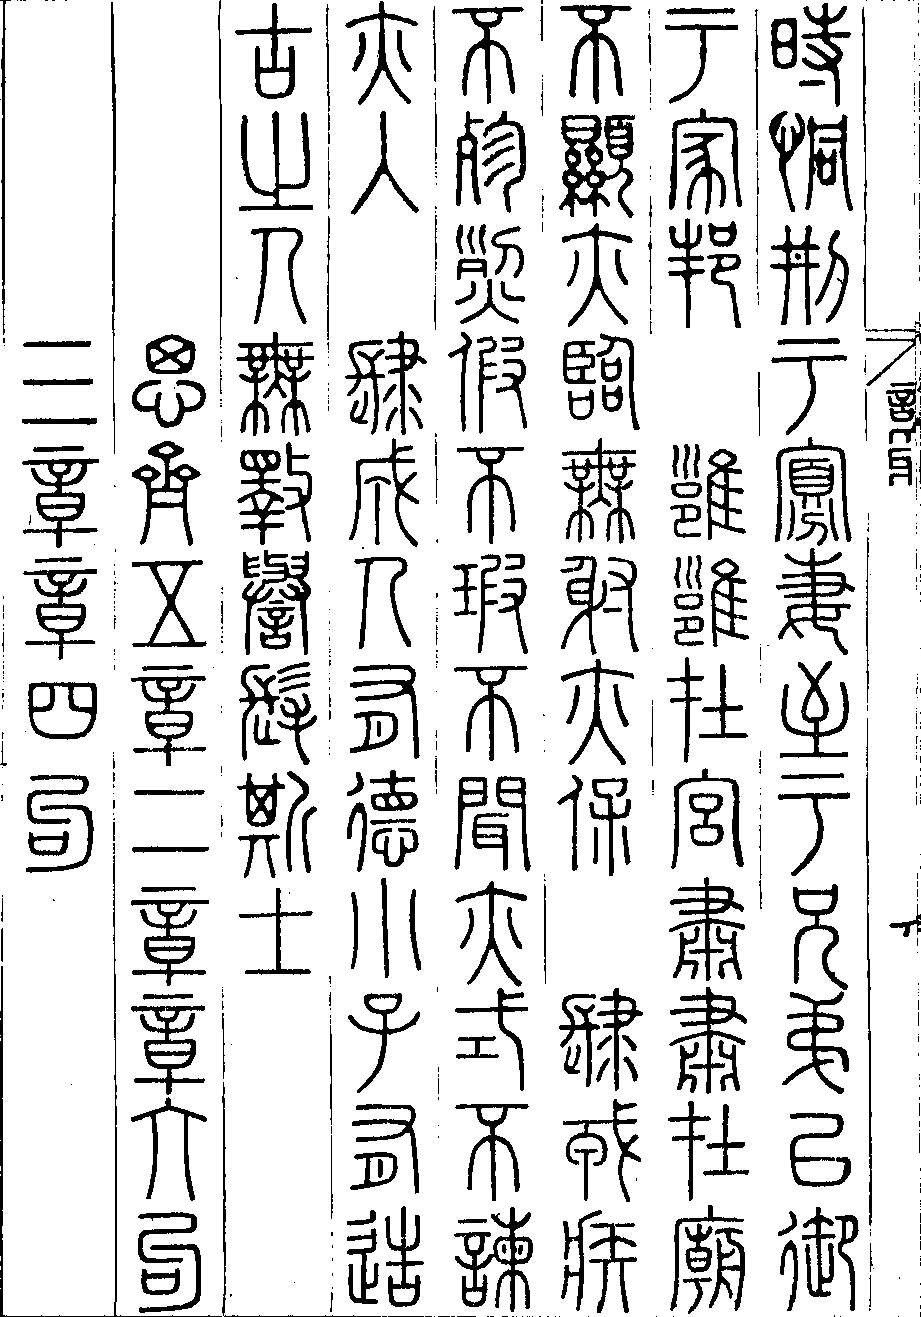 時恫刑于寡妻至于兄弟以御
于家邦 雝雝在宮肅肅在廟
不顯亦臨無射亦保 肆戎疾
不殄烈假不瑕不聞亦式不諫
亦入 肆成人有德小子有造
古之人無斁譽髦斯士
思齊五章二章章六句
三章章四句